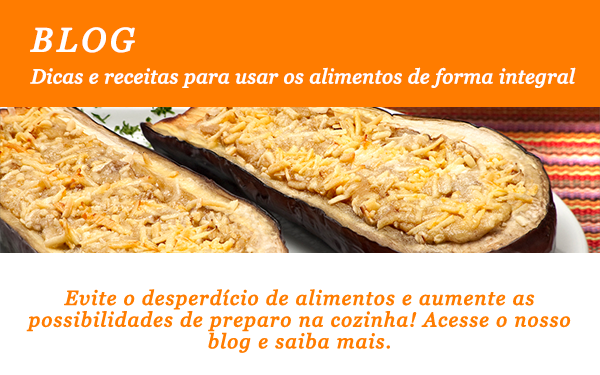 BLOG
Dicas e receitas para usar os alimentos de forma integral
Evite o desperdício de alimentos e aumente as
possibilidades de preparo na cozinha! Acesse o nosso
blog e saiba mais.